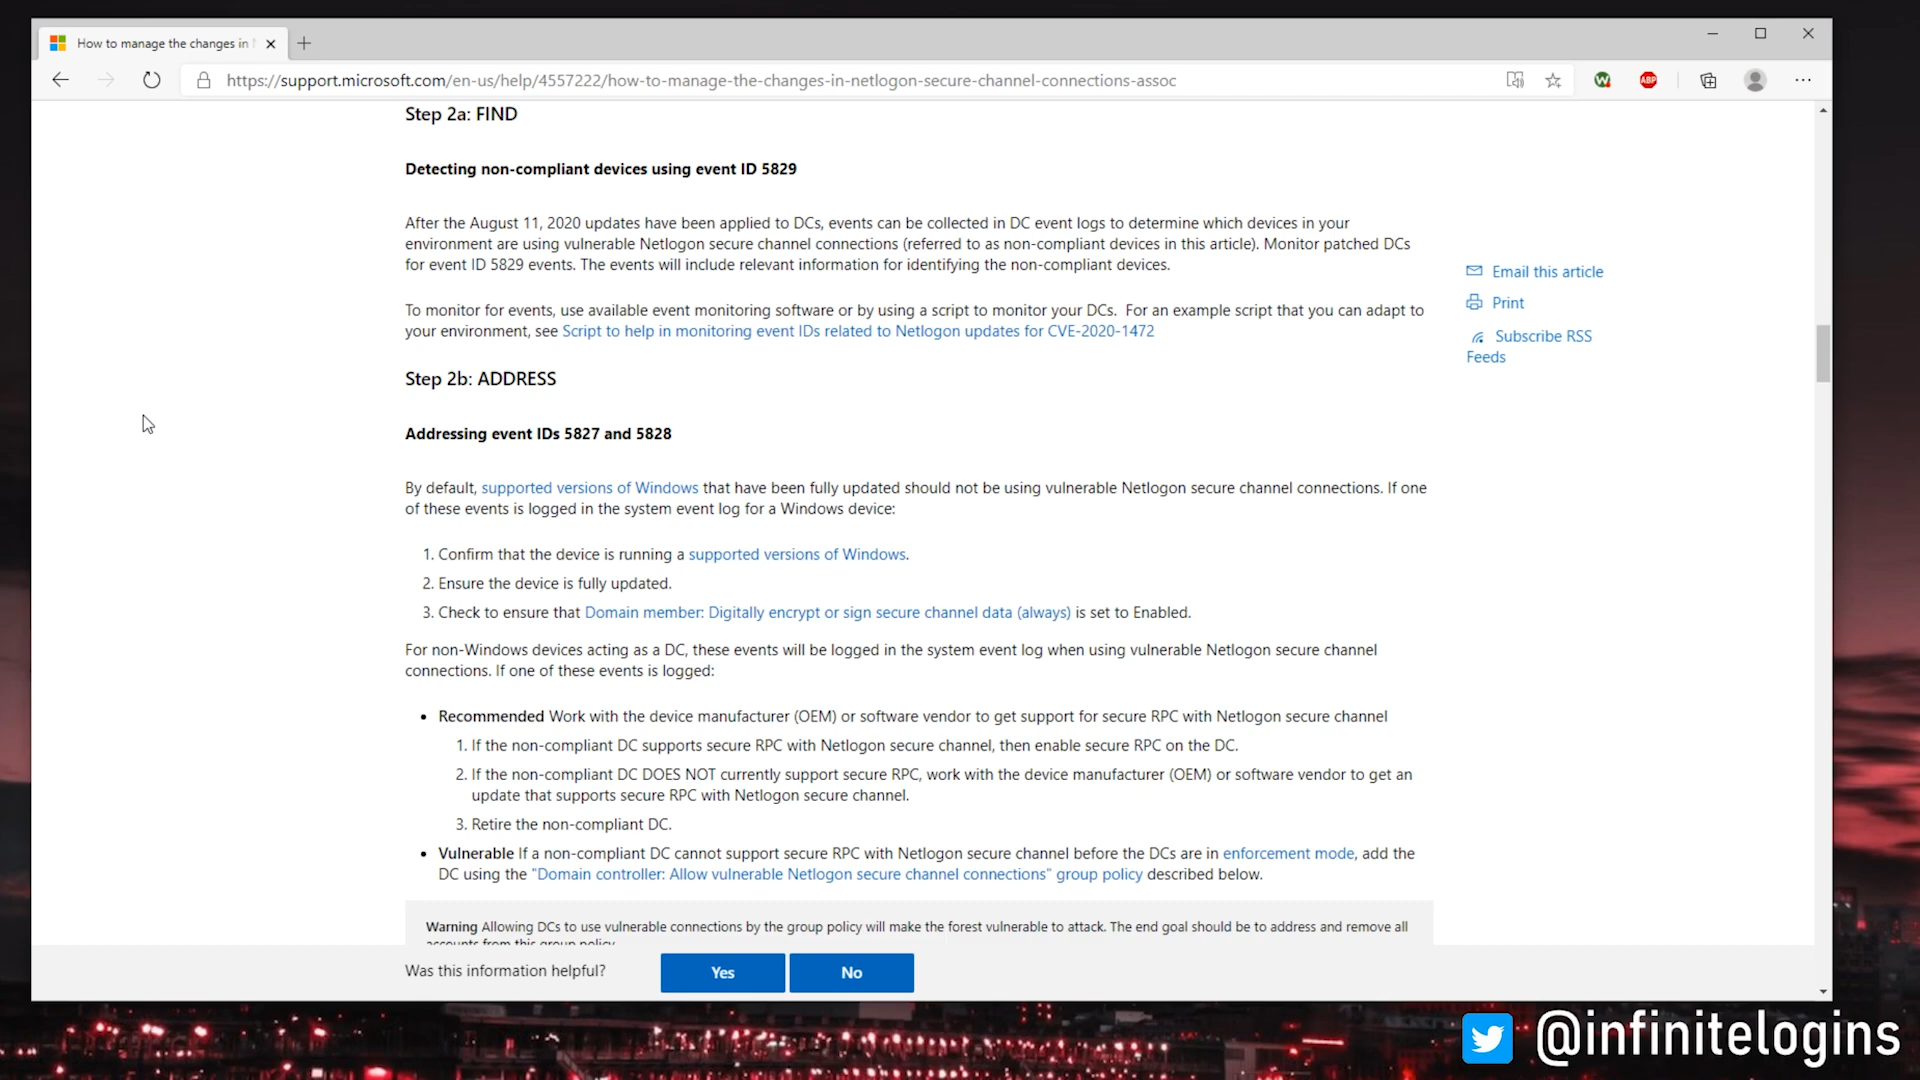 How to manage the changes in
https://support.microsoft.com/en-us/help/4557222/how-to-manage-the-changes-in-netlogon-secure-channel-connections-assoc
ABP
Step 2a: FIND
Detecting non-compliant devices using event ID 5829
After the August 11, 2020 updates have been applied to DCs, events can be collected in DC event logs to determine which devices in your
environment are using vulnerable Netlogon secure channel connections (referred to as non-compliant devices in this article). Monitor patched DCs
for event ID 5829 events. The events will include relevant information for identifying the non-compliant devices.
To monitor for events, use available event monitoring software or by using a script to monitor your DCs. For an example script that you can adapt to
your environment, see Script to help in monitoring event IDs related to Netlogon updates for CVE-2020-1472
Email this article
Print
Subscribe RSS
Feeds
Step 2b: ADDRESS
Addressing event IDs 5827 and 5828
By default, supported versions of Windows that have been fully updated should not be using vulnerable Netlogon secure channel connections. If one
of these events is logged in the system event log for a Windows device:
1. Confirm that the device is running a supported versions of Windows.
2. Ensure the device is fully updated.
3. Check to ensure that Domain member: Digitally encrypt or sign secure channel data (always) is set to Enabled.
For non-Windows devices acting as a DC, these events will be logged in the system event log when using vulnerable Netlogon secure channel
connections. If one of these events is logged:
• Recommended Work with the device manufacturer (OEM) or software vendor to get support for secure RPC with Netlogon secure channel
1. If the non-compliant DC supports secure RPC with Netlogon secure channel, then enable secure RPC on the DC.
2. If the non-compliant DC DOES NOT currently support secure RPC, work with the device manufacturer (OEM) or software vendor to get an
update that supports secure RPC with Netlogon secure channel.
3. Retire the non-compliant DC.
• Vulnerable If a non-compliant DC cannot support secure RPC with Netlogon secure channel before the DCs are in enforcement mode, add the
DC using the "Domain controller: Allow vulnerable Netlogon secure channel connections" group policy described below.
Warning Allowing DCs to use vulnerable connections by the group policy will make the forest vulnerable to attack. The end goal should be to address and remove all
accounts from this group policy.
Was this information helpful?
Yes
No
@infinitelogins